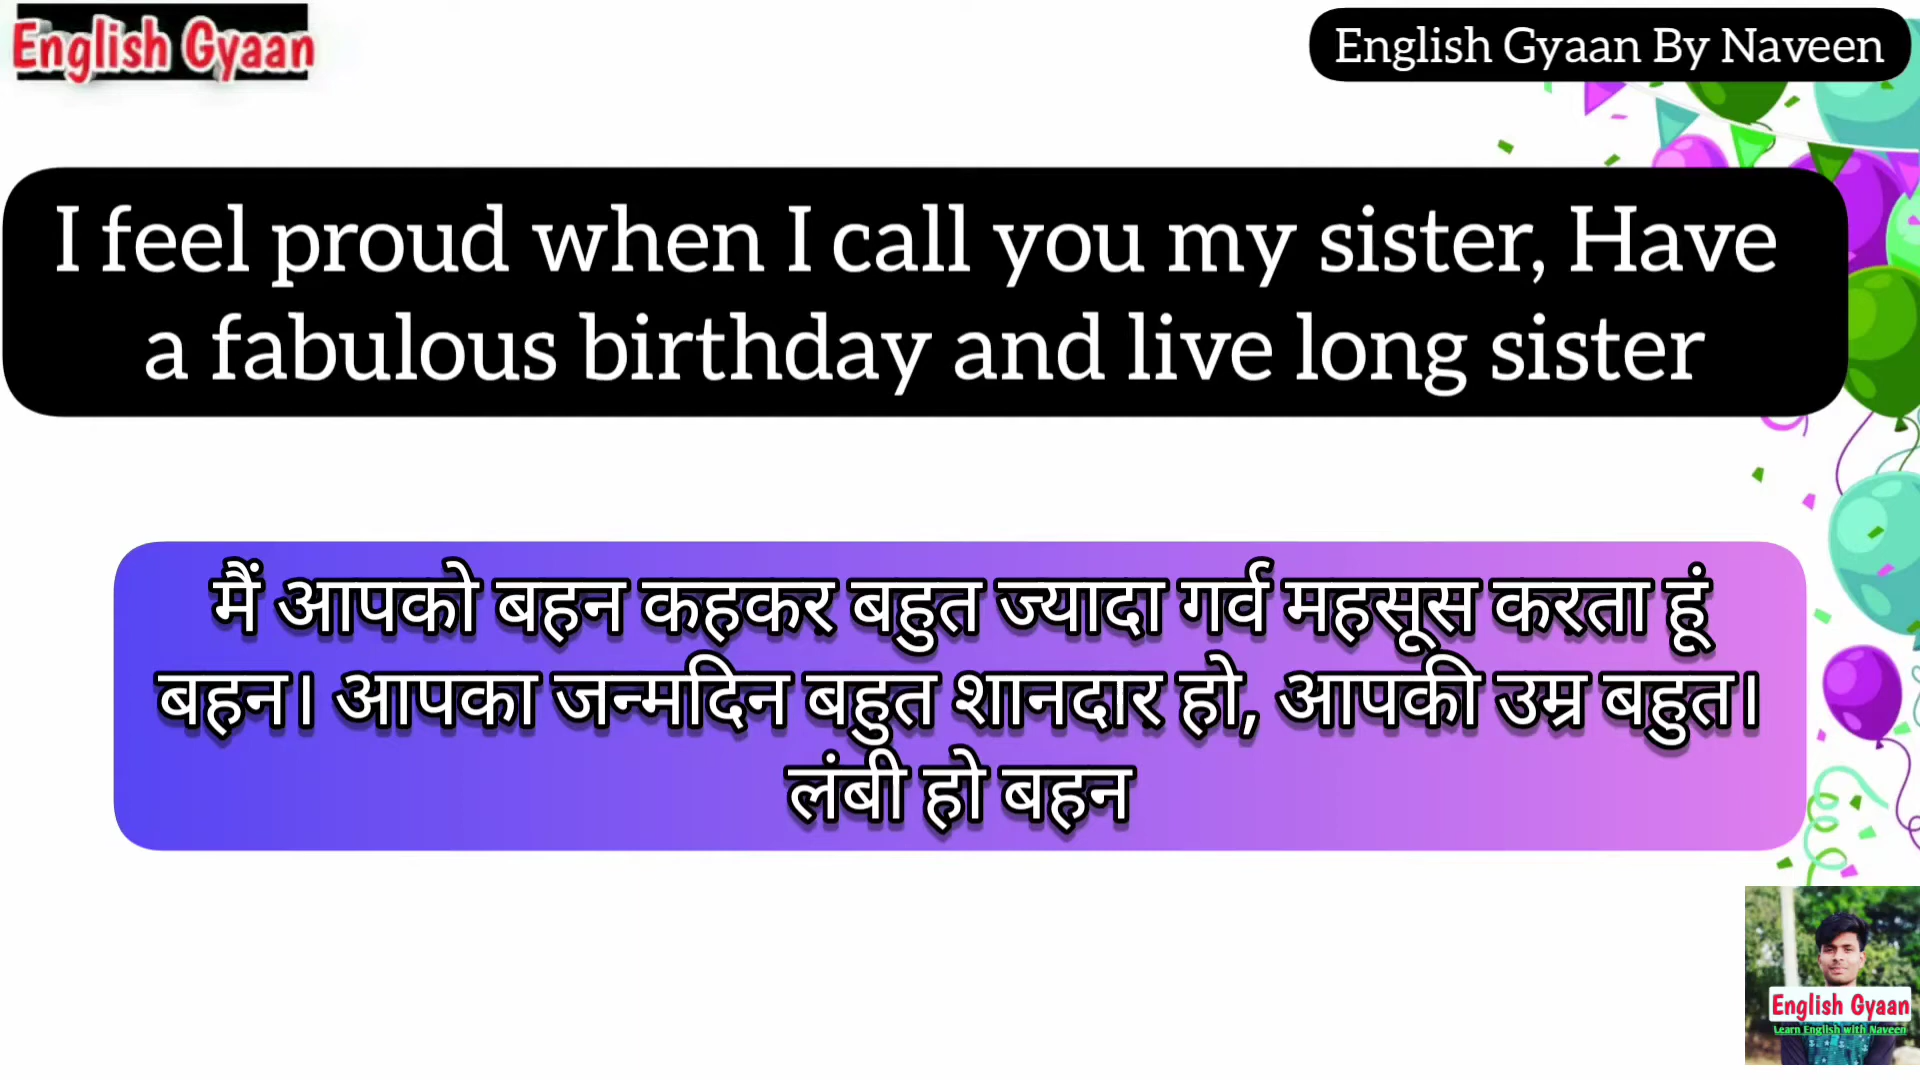 English Gyaan
English Gyaan By Naveen
I feel proud when I call you my sister, Have
a fabulous birthday and live long sister
मैं आपको बहन कहकर बहुत ज्यादा गर्व महसूस करता हूं
बहन। आपका जन्मदिन बहुत शानदार हो, आपकी उम्र बहुत।
लंबी हो बहन
English Gyaan
Learn English with Naveen